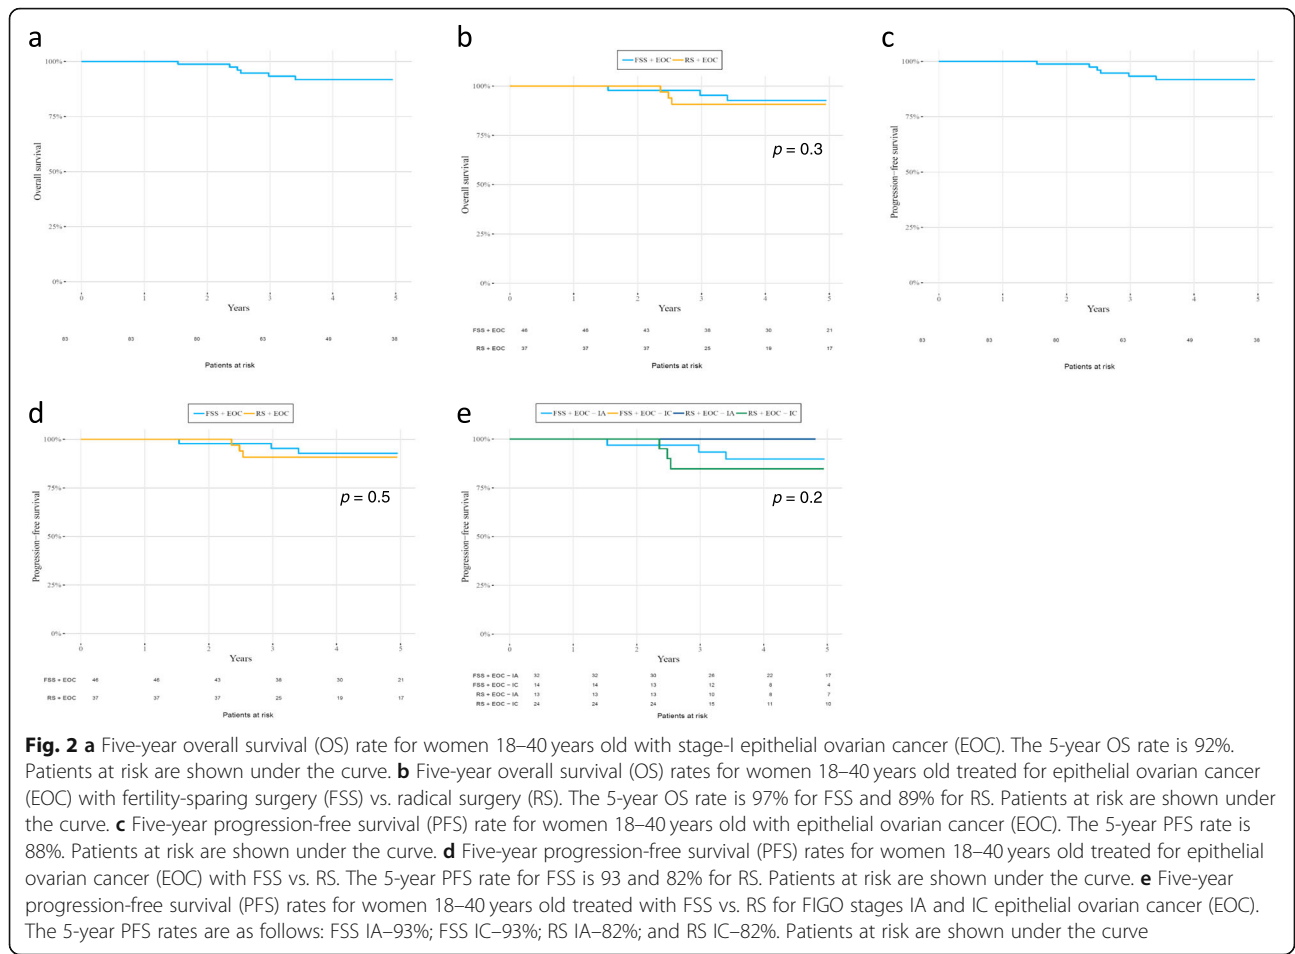 a
100%
75%
50%
25%
0%
Overall survival
0 1 2 3 4 5
Years
83 83 80 63 49 38
Patients at risk
b
FSS + EOC RS + EOC
100%
75%
50%
25%
0%
Overall survival
p = 0.3
0 1 2 3 4 5
Years
FSS + EOC 46 46 43 38 30 21
RS + EOC 37 37 37 25 19 17
Patients at risk
c
100%
75%
50%
25%
0%
Progression-free survival
0 1 2 3 4 5
Years
83 83 80 63 49 38
Patients at risk
d
FSS + EOC RS + EOC
100%
75%
50%
25%
0%
Progression-free survival
p = 0.5
0 1 2 3 4 5
Years
FSS + EOC 46 46 43 38 30 21
RS + EOC 37 37 37 25 19 17
Patients at risk
e
FSS + EOC − IA FSS + EOC − IC RS + EOC − IA RS + EOC − IC
100%
75%
50%
25%
0%
Progression-free survival
p = 0.2
0 1 2 3 4 5
Years
FSS + EOC − IA 32 32 30 26 22 17
FSS + EOC − IC 14 14 13 12 8 4
RS + EOC − IA 13 13 13 10 8 7
RS + EOC − IC 24 24 24 15 11 10
Patients at risk
Fig. 2 a Five-year overall survival (OS) rate for women 18–40 years old with stage-I epithelial ovarian cancer (EOC). The 5-year OS rate is 92%.
Patients at risk are shown under the curve. b Five-year overall survival (OS) rates for women 18–40 years old treated for epithelial ovarian cancer
(EOC) with fertility-sparing surgery (FSS) vs. radical surgery (RS). The 5-year OS rate is 97% for FSS and 89% for RS. Patients at risk are shown under
the curve. c Five-year progression-free survival (PFS) rate for women 18–40 years old with epithelial ovarian cancer (EOC). The 5-year PFS rate is
88%. Patients at risk are shown under the curve. d Five-year progression-free survival (PFS) rates for women 18–40 years old treated for epithelial
ovarian cancer (EOC) with FSS vs. RS. The 5-year PFS rate for FSS is 93 and 82% for RS. Patients at risk are shown under the curve. e Five-year
progression-free survival (PFS) rates for women 18–40 years old treated with FSS vs. RS for FIGO stages IA and IC epithelial ovarian cancer (EOC).
The 5-year PFS rates are as follows: FSS IA–93%; FSS IC–93%; RS IA–82%; and RS IC–82%. Patients at risk are shown under the curve